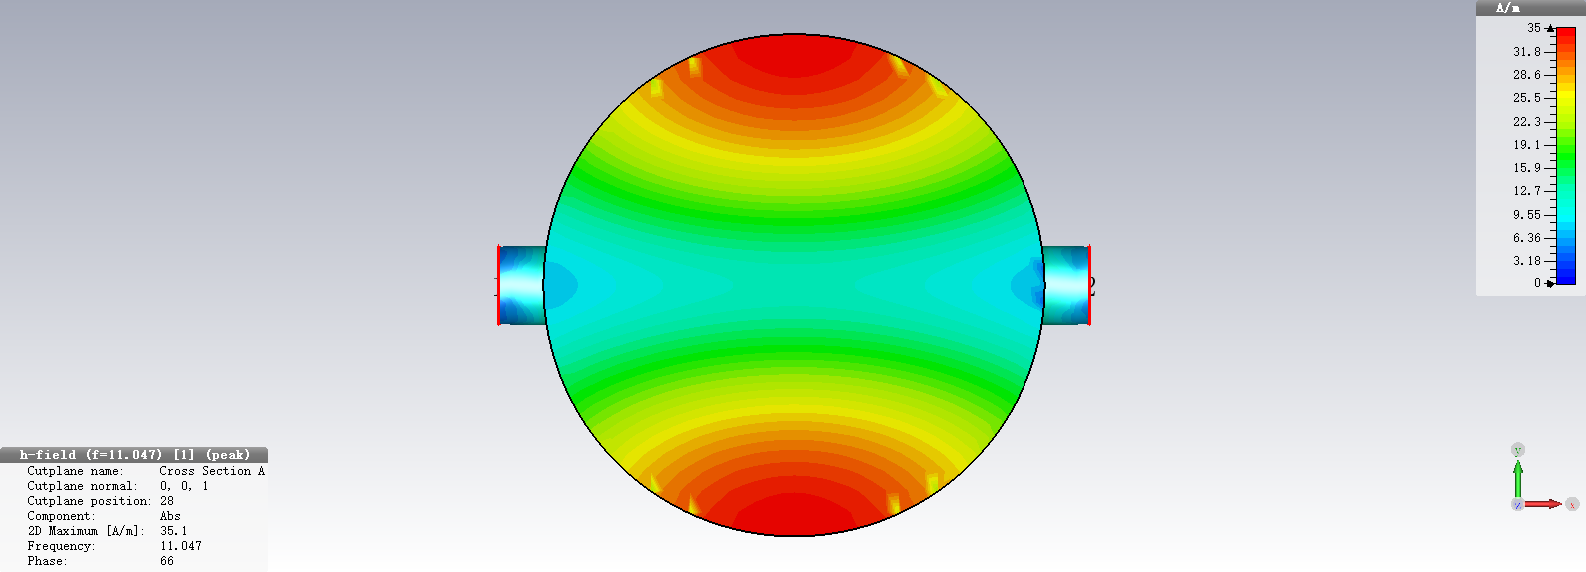 A/m
35
31.8
28.6
25.5
22.3
19.1
15.9
12.7
9.55
6.36
3.18
0
2
h-field (f=11.047) [1] (peak)
Cutplane name: Cross Section A
Cutplane normal: 0, 0, 1
Cutplane position: 28
Component: Abs
2D Maximum [A/m]: 35.1
Frequency: 11.047
Phase: 66
y
z
x